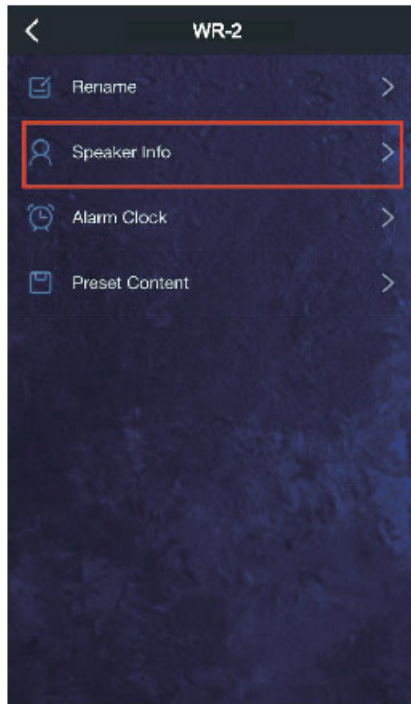 WR-2
Rename
Speaker Info
Alarm Clock
Preset Content